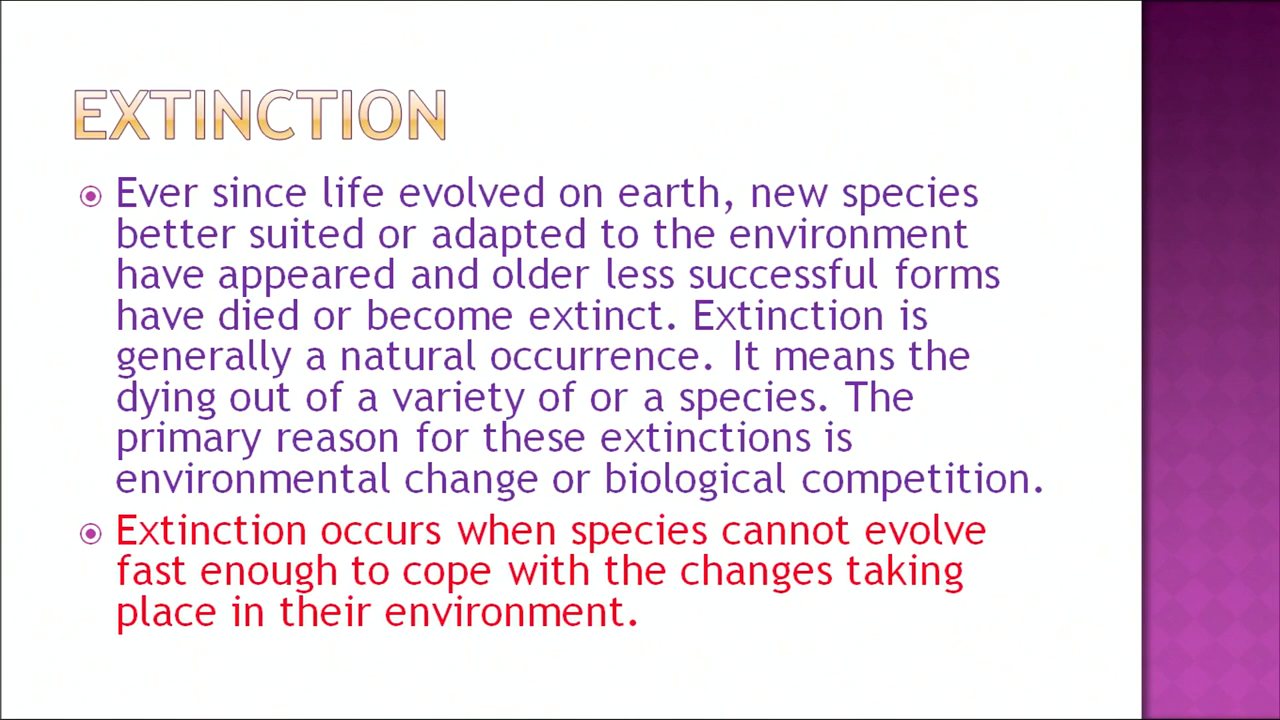 EXTINCTION
Ever since life evolved on earth, new species
better suited or adapted to the environment
have appeared and older less successful forms
have died or become extinct. Extinction is
generally a natural occurrence. It means the
dying out of a variety of or a species. The
primary reason for these extinctions is
environmental change or biological competition.
Extinction occurs when species cannot evolve
fast enough to cope with the changes taking
place in their environment.